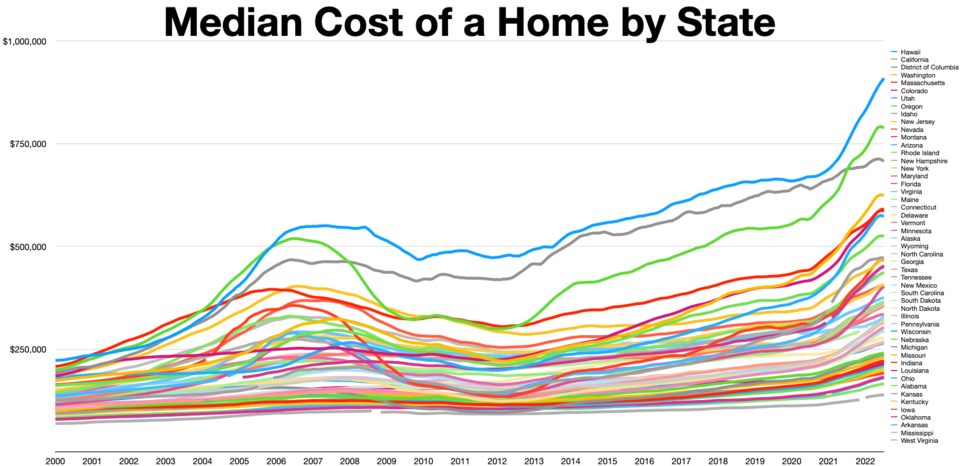 Median Cost of a Home by State
$1,000,000
$750,000
$500,000
$250,000
2000 2001 2002 2003 2004 2005 2006 2007 2008 2009 2010 2011 2012 2013 2014 2015 2016 2017 2018 2019 2020 2021 2022
Hawaii
California
District of Columbia
Washington
Massachusetts
Colorado
Utah
Oregon
Idaho
New Jersey
Nevada
Montana
Arizona
Rhode Island
New Hampshire
New York
Maryland
Florida
Virginia
Maine
Connecticut
Delaware
Vermont
Minnesota
Alaska
Wyoming
North Carolina
Georgia
Texas
Tennessee
New Mexico
South Carolina
South Dakota
North Dakota
Illinois
Pennsylvania
Wisconsin
Nebraska
Michigan
Missouri
Indiana
Louisiana
Ohio
Alabama
Kansas
Kentucky
Iowa
Oklahoma
Arkansas
Mississippi
West Virginia